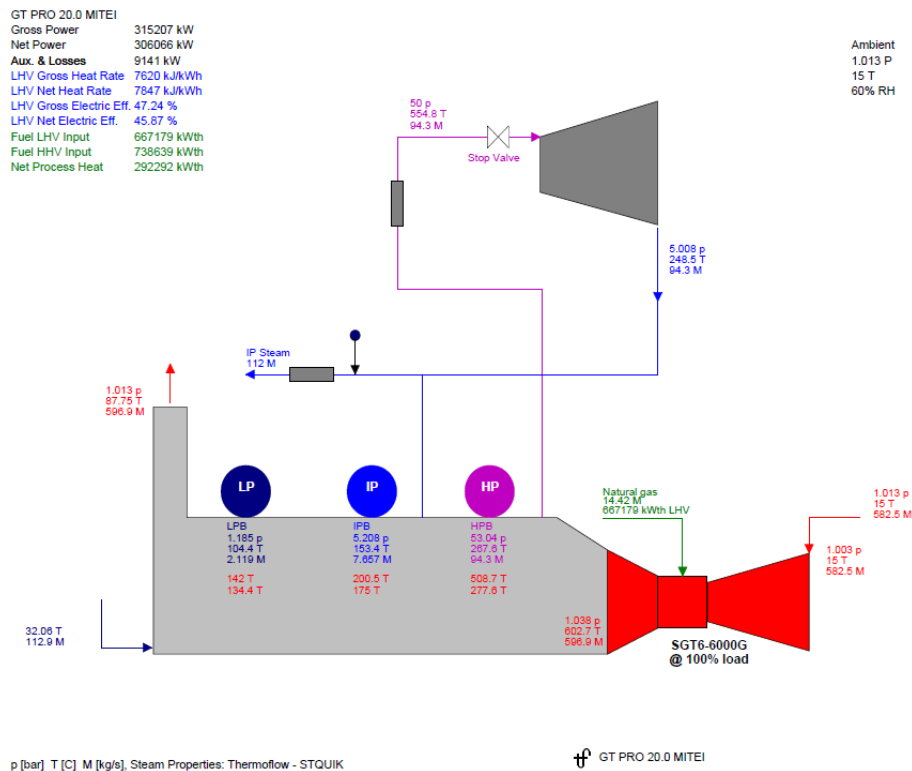 GT PRO 20.0 MITEI
Gross Power 315207 kW
Net Power 306066 kW
Aux. & Losses 9141 kW
LHV Gross Heat Rate 7620 kJ/kWh
LHV Net Heat Rate 7847 kJ/kWh
LHV Gross Electric Eff. 47.24 %
LHV Net Electric Eff. 45.87 %
Fuel LHV Input 667179 kWth
Fuel HHV Input 738639 kWth
Net Process Heat 292292 kWth
Ambient
1.013 P
15 T
60% RH
50 p
554.8 T
94.3 M
Stop Valve
5.008 p
248.5 T
94.3 M
IP Steam
112 M
1.013 p
87.75 T
596.9 M
LP
IP
HP
LPB
1.185 p
104.4 T
2.119 M
142 T
134.4 T
IPB
5.208 p
153.4 T
7.657 M
200.5 T
175 T
HPB
53.04 p
267.6 T
94.3 M
508.7 T
277.6 T
Natural gas
14.42 M
667179 kWth LHV
1.013 p
15 T
582.5 M
1.003 p
15 T
582.5 M
1.038 p
602.7 T
596.9 M
SGT6-6000G
@ 100% load
32.06 T
112.9 M
p [bar] T [C] M [kg/s], Steam Properties: Thermoflow - STQUIK
GT PRO 20.0 MITEI